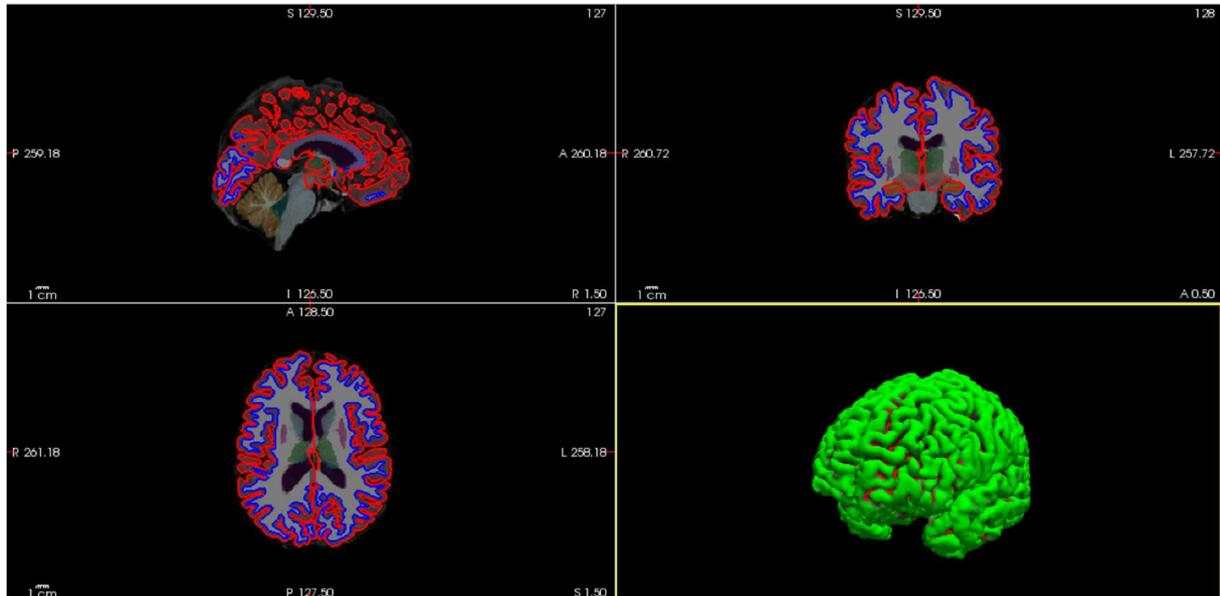 S 129.50 127
P 259.18 A 260.18
1 cm I 126.50 R 1.50
S 129.50 128
R 260.72 L 257.72
1 cm I 126.50 A 0.50
A 128.50 127
R 261.18 L 258.18
1 cm P 127.50 S 1.50